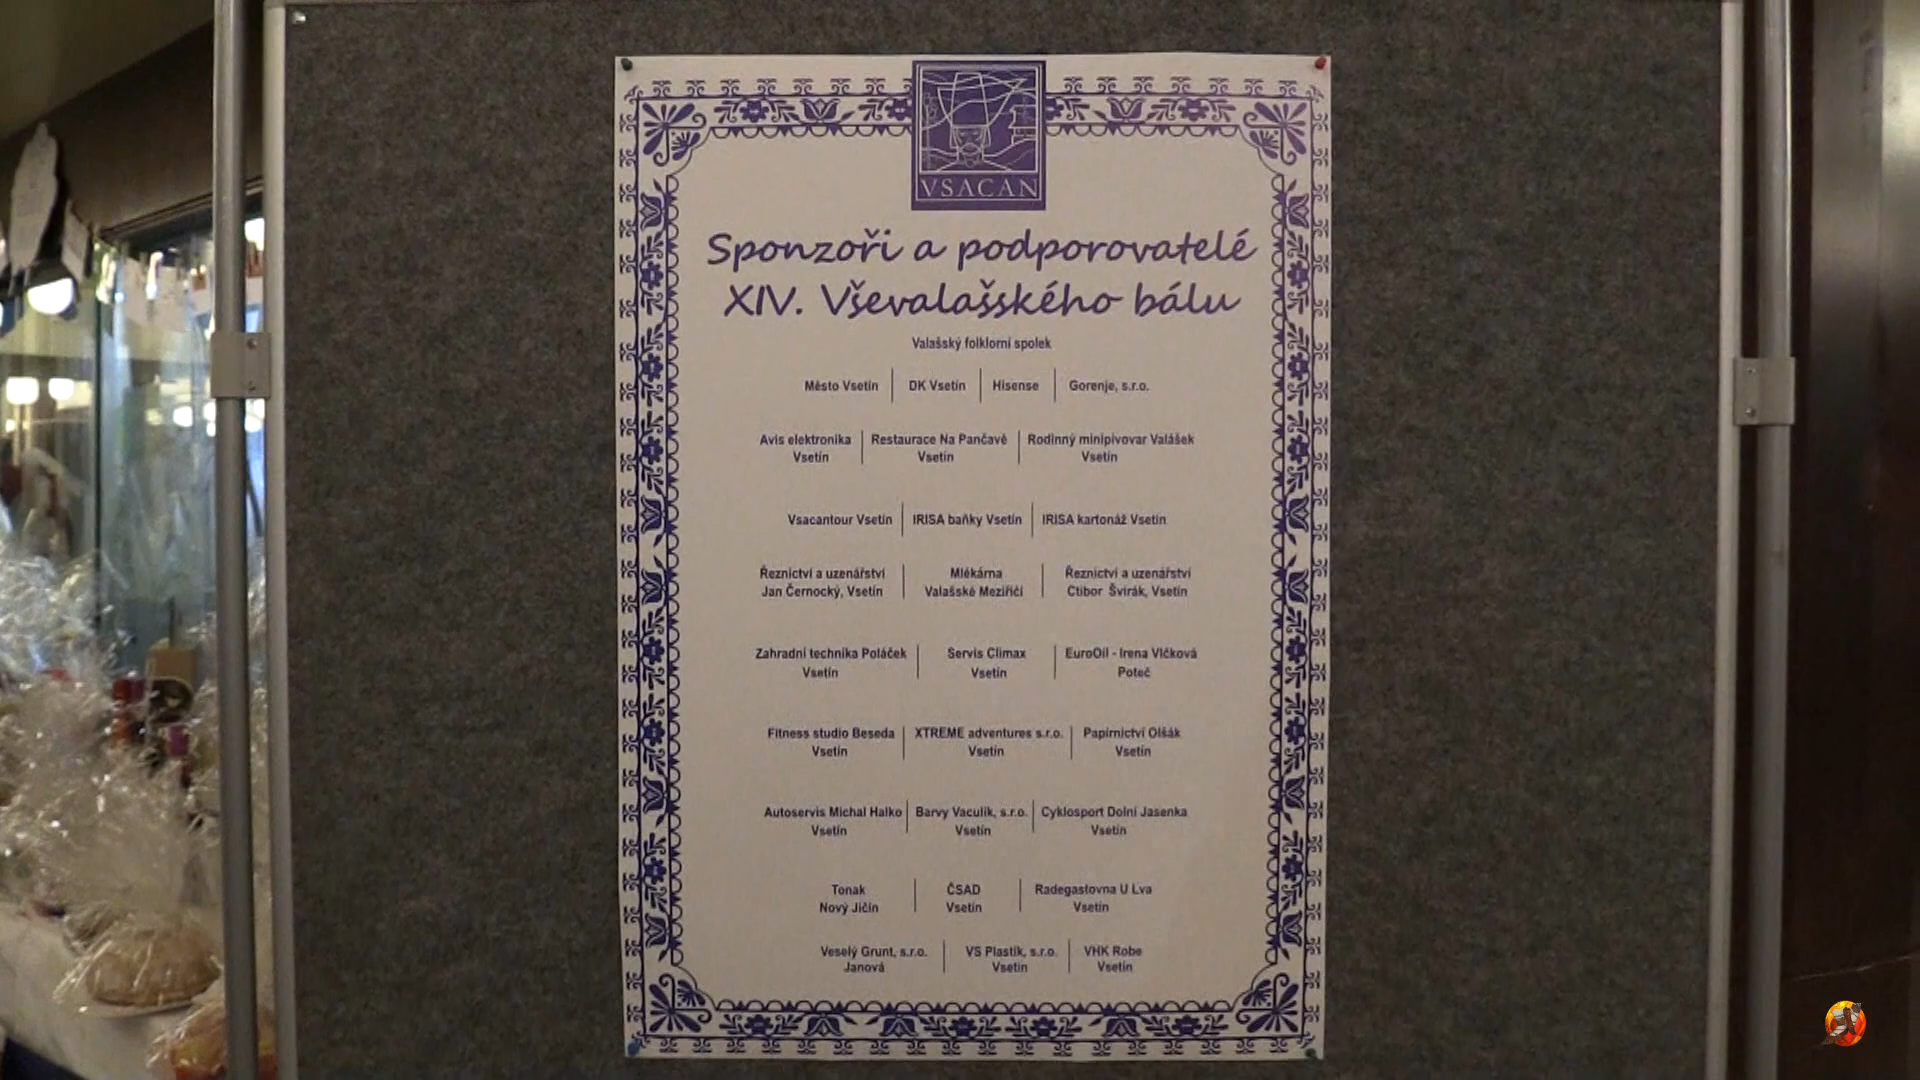 VSACAN
Sponzoři a podporovatelé
XIV. Vševalašského bálu
Valašský folklorní spolek
Město Vsetín DK Vsetín Hisense Gorenje, s.r.o.
Avis elektronika Restaurace Na Pančavě Rodinný minipivovar Valášek
Vsetín Vsetín Vsetín
Vsacantour Vsetín IRISA baňky Vsetín IRISA kartonáž Vsetín
Řeznictví a uzenářství Mlékárna Řeznictví a uzenářství
Jan Černocký, Vsetín Valašské Meziříčí Ctibor Švirák, Vsetín
Zahradní technika Poláček Servis Climax EuroOil - Irena Vlčková
Vsetín Vsetín Poteč
Fitness studio Beseda XTREME adventures s.r.o. Papírnictví Olšák
Vsetín Vsetín Vsetín
Autoservis Michal Halko Barvy Vaculík, s.r.o. Cyklosport Dolní Jasenka
Vsetín Vsetín Vsetín
Tonak ČSAD Radegastovna U Lva
Nový Jičín Vsetín Vsetín
Veselý Grunt, s.r.o. VS Plastik, s.r.o. VHK Robe
Janová Vsetín Vsetín